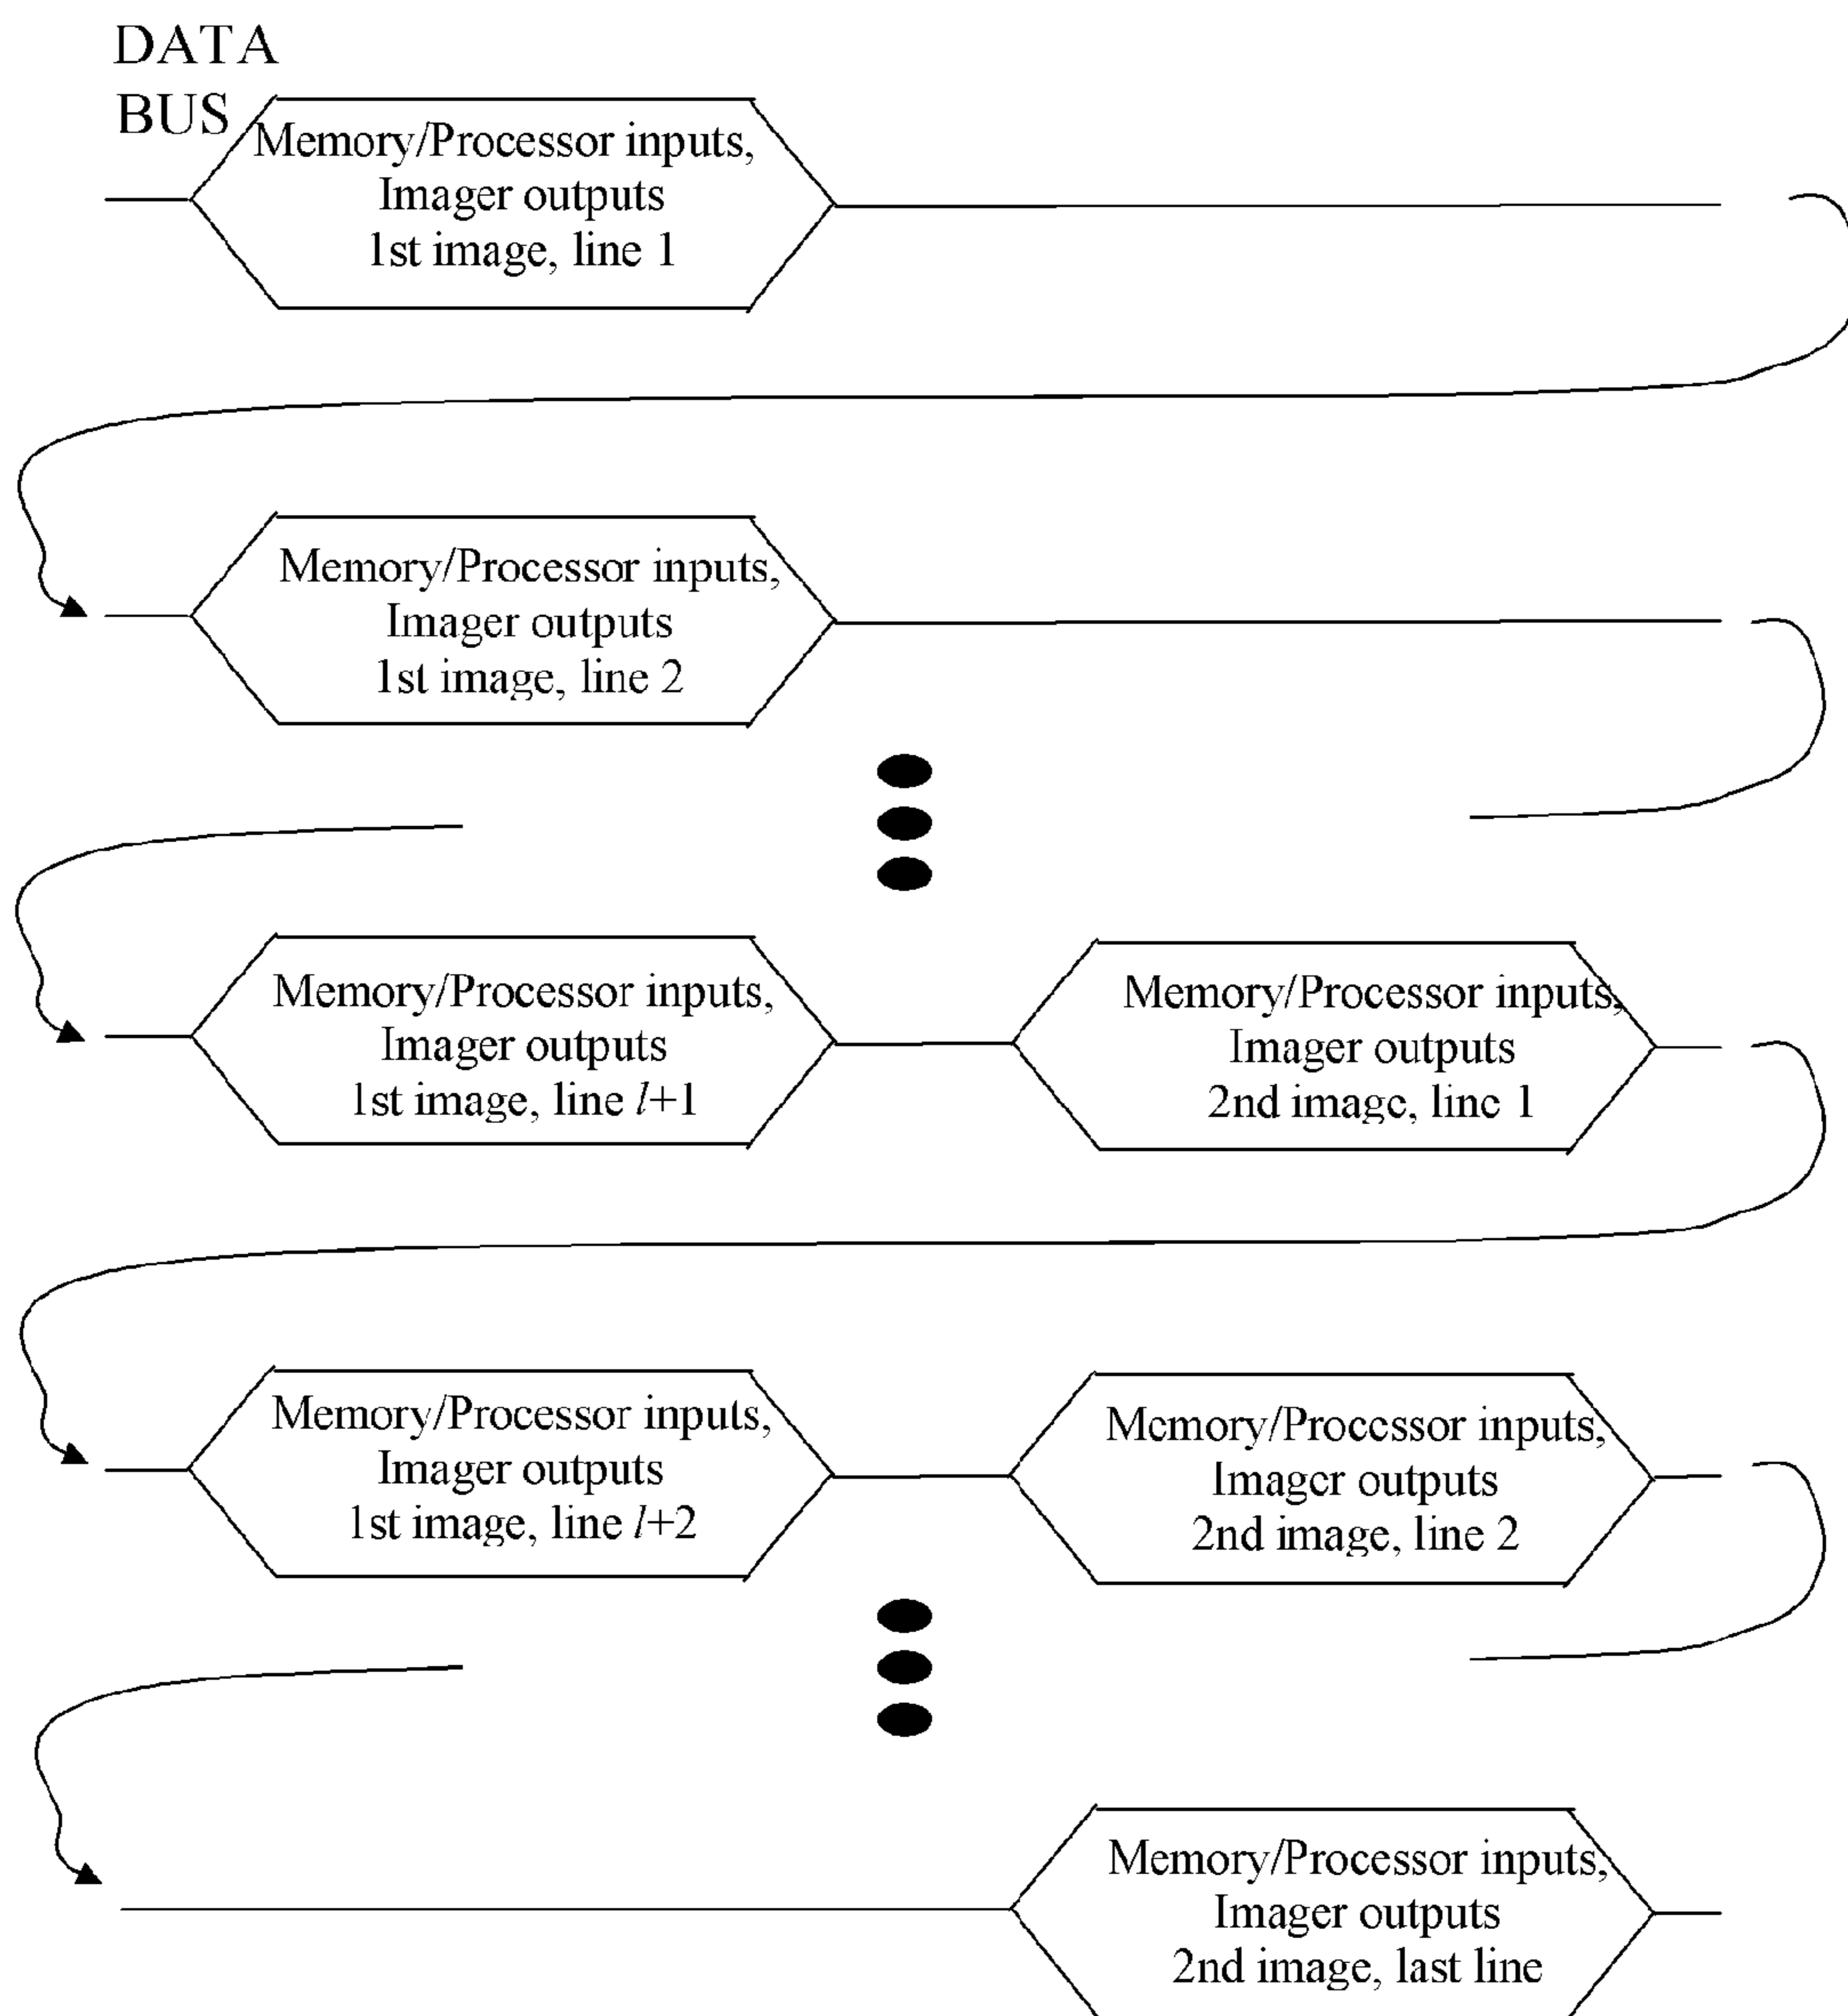 DATA
BUS
Memory/Processor inputs,
Imager outputs
1st image, line 1
Memory/Processor inputs,
Imager outputs
1st image, line 2
Memory/Processor inputs,
Imager outputs
1st image, line l+1
Memory/Processor inputs,
Imager outputs
2nd image, line 1
Memory/Processor inputs,
Imager outputs
1st image, line l+2
Memory/Processor inputs,
Imager outputs
2nd image, line 2
Memory/Processor inputs,
Imager outputs
2nd image, last line